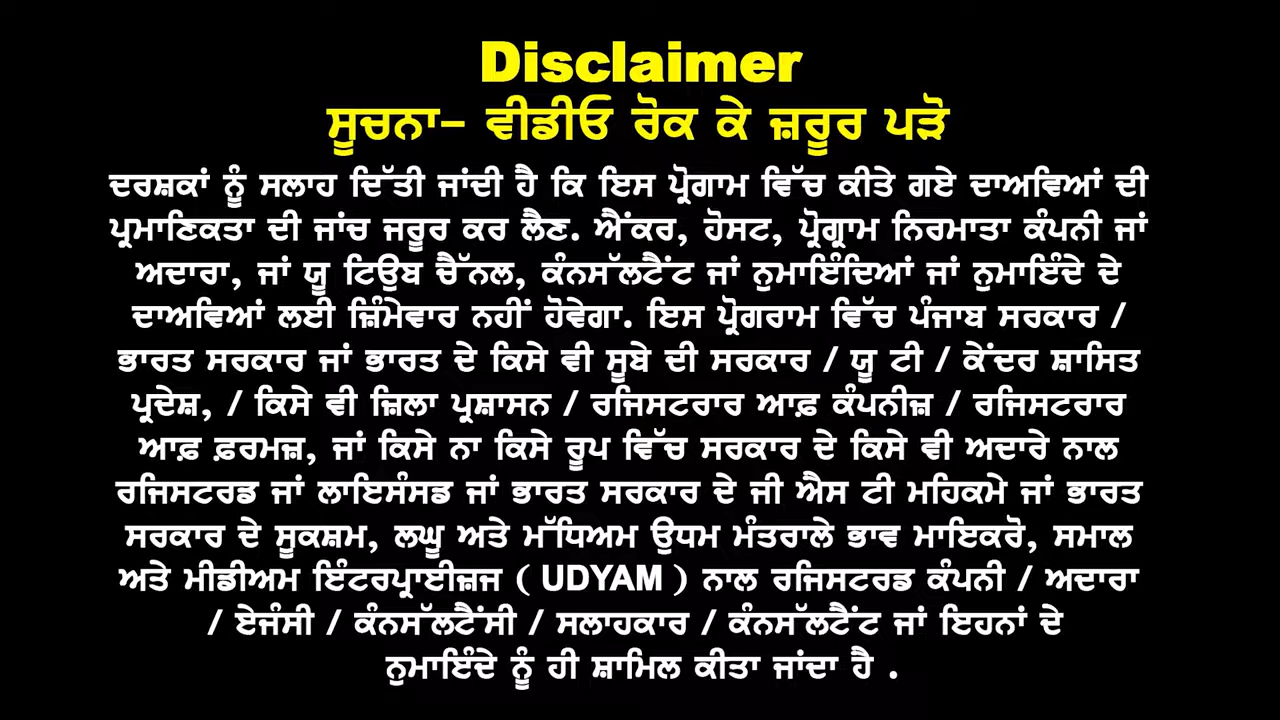 Disclaimer
ਸੂਚਨਾ- ਵੀਡੀਓ ਰੋਕ ਕੇ ਜ਼ਰੂਰ ਪੜੋ
ਦਰਸ਼ਕਾਂ ਨੂੰ ਸਲਾਹ ਦਿੱਤੀ ਜਾਂਦੀ ਹੈ ਕਿ ਇਸ ਪ੍ਰੋਗਾਮ ਵਿੱਚ ਕੀਤੇ ਗਏ ਦਾਅਵਿਆਂ ਦੀ
ਪ੍ਰਮਾਣਿਕਤਾ ਦੀ ਜਾਂਚ ਜਰੂਰ ਕਰ ਲੈਣ. ਐਂਕਰ, ਹੋਸਟ, ਪ੍ਰੋਗ੍ਰਾਮ ਨਿਰਮਾਤਾ ਕੰਪਨੀ ਜਾਂ
ਅਦਾਰਾ, ਜਾਂ ਯੂ ਟਿਉਬ ਚੈੱਨਲ, ਕੰਨਸੱਲਟੈਂਟ ਜਾਂ ਨੁਮਾਇੰਦਿਆਂ ਜਾਂ ਨੁਮਾਇੰਦੇ ਦੇ
ਦਾਅਵਿਆਂ ਲਈ ਜ਼ਿੰਮੇਵਾਰ ਨਹੀਂ ਹੋਵੇਗਾ. ਇਸ ਪ੍ਰੋਗਰਾਮ ਵਿੱਚ ਪੰਜਾਬ ਸਰਕਾਰ /
ਭਾਰਤ ਸਰਕਾਰ ਜਾਂ ਭਾਰਤ ਦੇ ਕਿਸੇ ਵੀ ਸੂਬੇ ਦੀ ਸਰਕਾਰ / ਯੂ ਟੀ / ਕੇਂਦਰ ਸ਼ਾਸਿਤ
ਪ੍ਰਦੇਸ਼, / ਕਿਸੇ ਵੀ ਜ਼ਿਲਾ ਪ੍ਰਸ਼ਾਸਨ / ਰਜਿਸਟਰਾਰ ਆਫ਼ ਕੰਪਨੀਜ਼ / ਰਜਿਸਟਰਾਰ
ਆਫ਼ ਫ਼ਰਮਜ਼, ਜਾਂ ਕਿਸੇ ਨਾ ਕਿਸੇ ਰੂਪ ਵਿੱਚ ਸਰਕਾਰ ਦੇ ਕਿਸੇ ਵੀ ਅਦਾਰੇ ਨਾਲ
ਰਜਿਸਟਰਡ ਜਾਂ ਲਾਇਸੰਸਡ ਜਾਂ ਭਾਰਤ ਸਰਕਾਰ ਦੇ ਜੀ ਐਸ ਟੀ ਮਹਿਕਮੇ ਜਾਂ ਭਾਰਤ
ਸਰਕਾਰ ਦੇ ਸੂਕਸ਼ਮ, ਲਘੂ ਅਤੇ ਮੱਧਿਅਮ ਉਧਮ ਮੰਤਰਾਲੇ ਭਾਵ ਮਾਇਕਰੋ, ਸਮਾਲ
ਅਤੇ ਮੀਡੀਅਮ ਇੰਟਰਪ੍ਰਾਈਜ਼ਜ ( UDYAM ) ਨਾਲ ਰਜਿਸਟਰਡ ਕੰਪਨੀ / ਅਦਾਰਾ
/ ਏਜੰਸੀ / ਕੰਨਸੱਲਟੈਂਸੀ / ਸਲਾਹਕਾਰ / ਕੰਨਸੱਲਟੈਂਟ ਜਾਂ ਇਹਨਾਂ ਦੇ
ਨੁਮਾਇੰਦੇ ਨੂੰ ਹੀ ਸ਼ਾਮਿਲ ਕੀਤਾ ਜਾਂਦਾ ਹੈ .